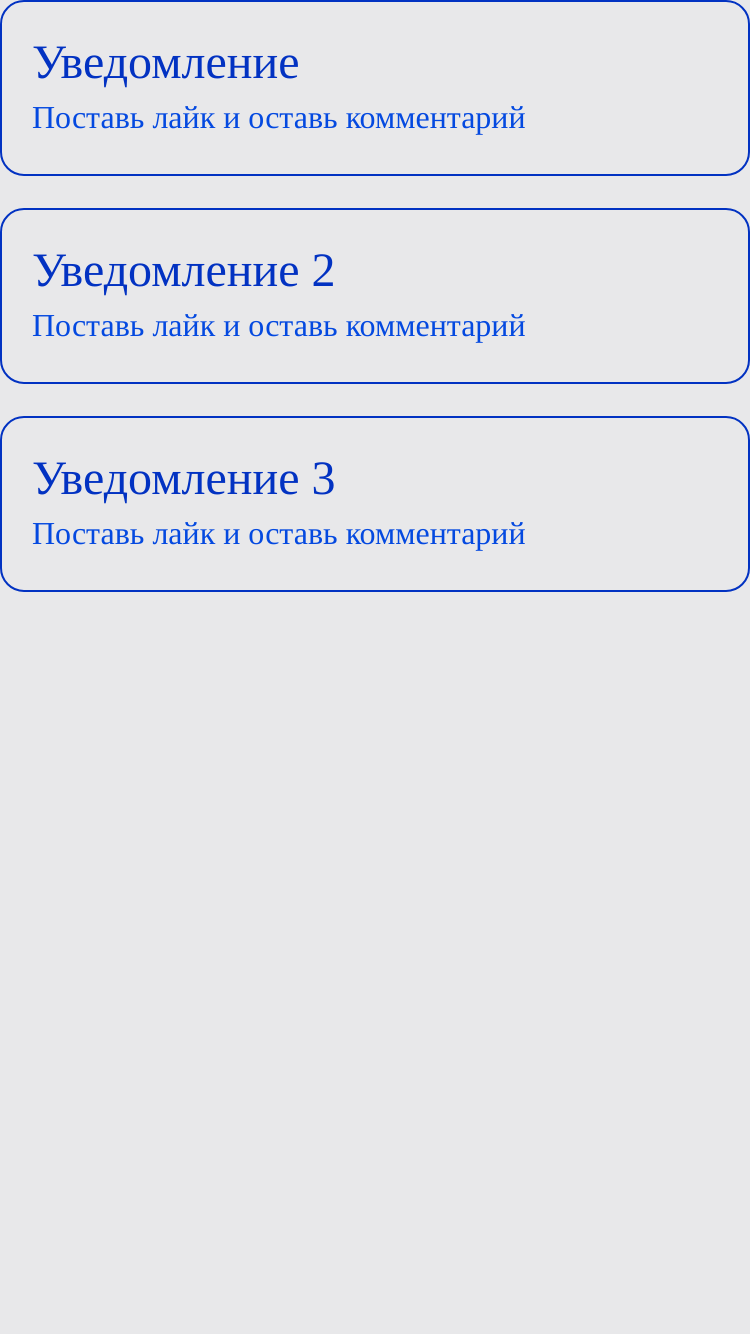 Уведомление
Поставь лайк и оставь комментарий
Уведомление 2
Поставь лайк и оставь комментарий
Уведомление 3
Поставь лайк и оставь комментарий